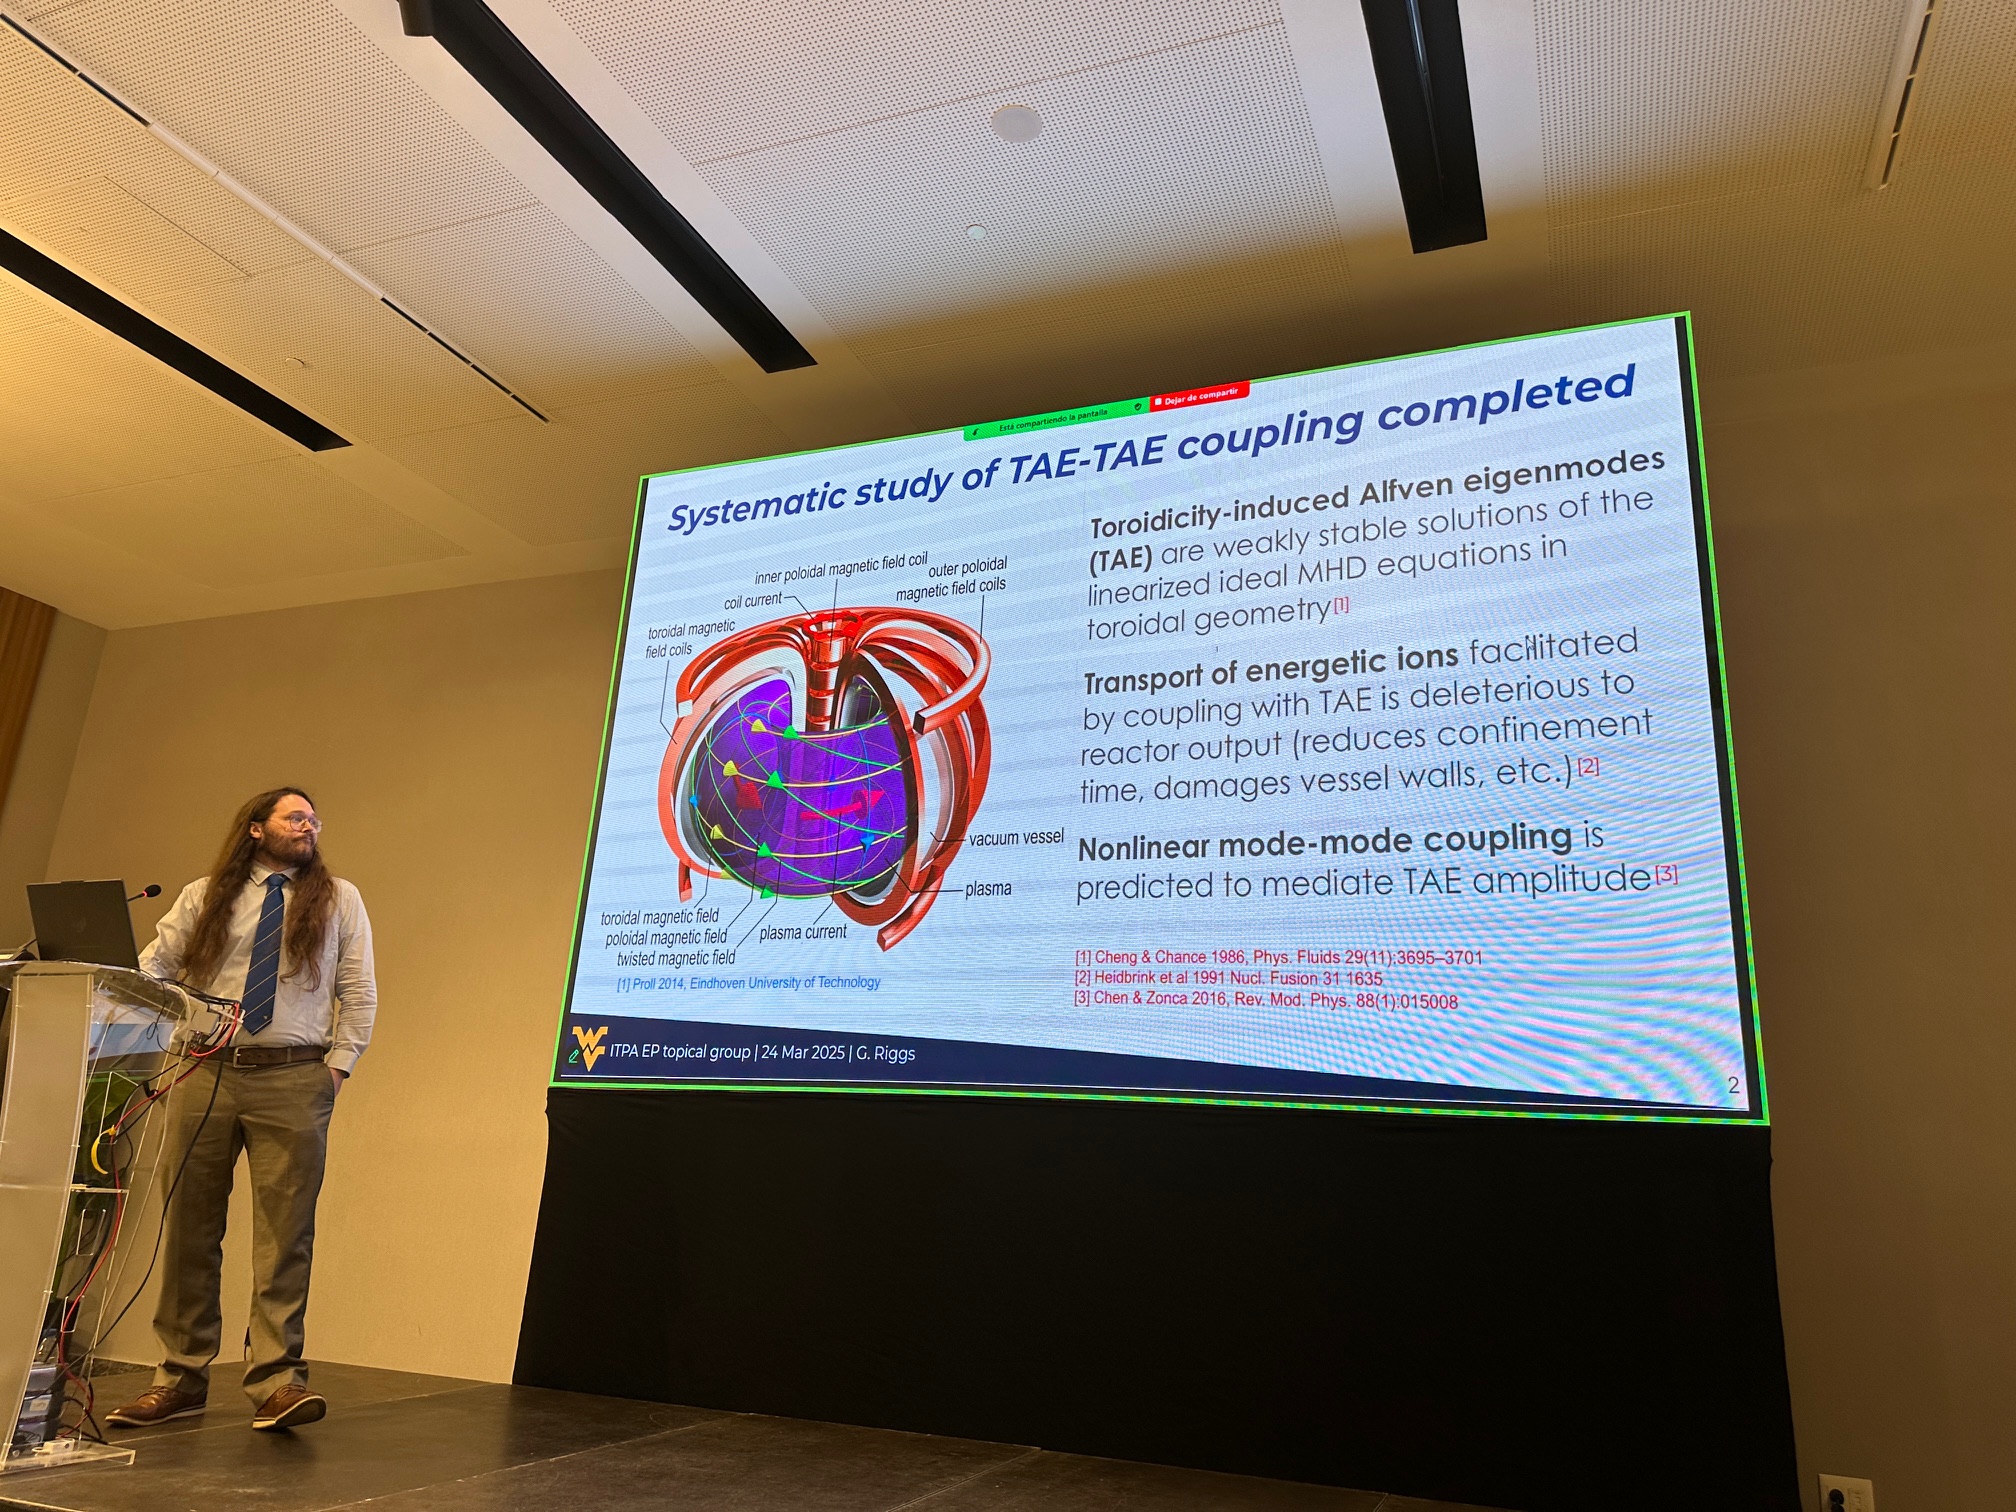 Está compartiendo la pantalla
Dejar de compartir
Systematic study of TAE-TAE coupling completed
inner poloidal magnetic field coil
outer poloidal
magnetic field coils
coil current
toroidal magnetic
field coils
vacuum vessel
plasma
toroidal magnetic field
poloidal magnetic field
plasma current
twisted magnetic field
[1] Proll 2014, Eindhoven University of Technology
Toroidicity-induced Alfven eigenmodes
(TAE) are weakly stable solutions of the
linearized ideal MHD equations in
toroidal geometry[1]
Transport of energetic ions facilitated
by coupling with TAE is deleterious to
reactor output (reduces confinement
time, damages vessel walls, etc.)[2]
Nonlinear mode-mode coupling is
predicted to mediate TAE amplitude[3]
[1] Cheng & Chance 1986, Phys. Fluids 29(11):3695–3701
[2] Heidbrink et al 1991 Nucl. Fusion 31 1635
[3] Chen & Zonca 2016, Rev. Mod. Phys. 88(1):015008
WV ITPA EP topical group | 24 Mar 2025 | G. Riggs
2